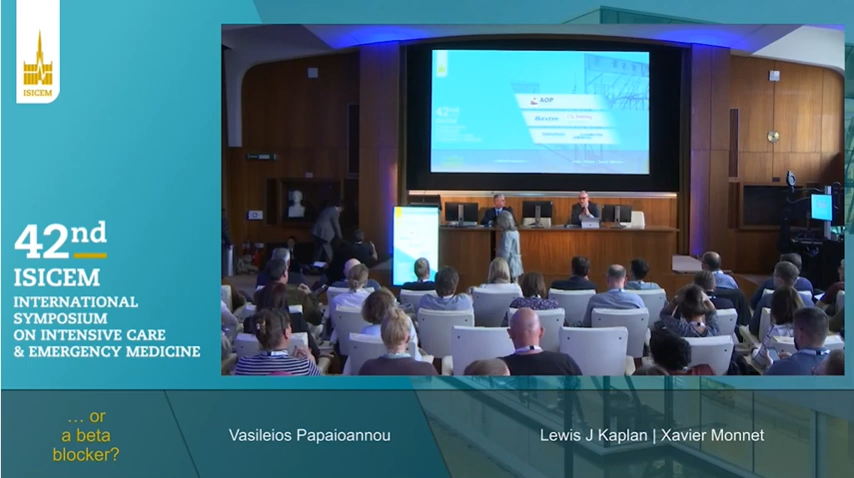 ISICEM
42nd
ISICEM
INTERNATIONAL
SYMPOSIUM
ON INTENSIVE CARE
& EMERGENCY MEDICINE
AOP
42nd
… or
a beta
blocker?
Vasileios Papaioannou
Lewis J Kaplan | Xavier Monnet